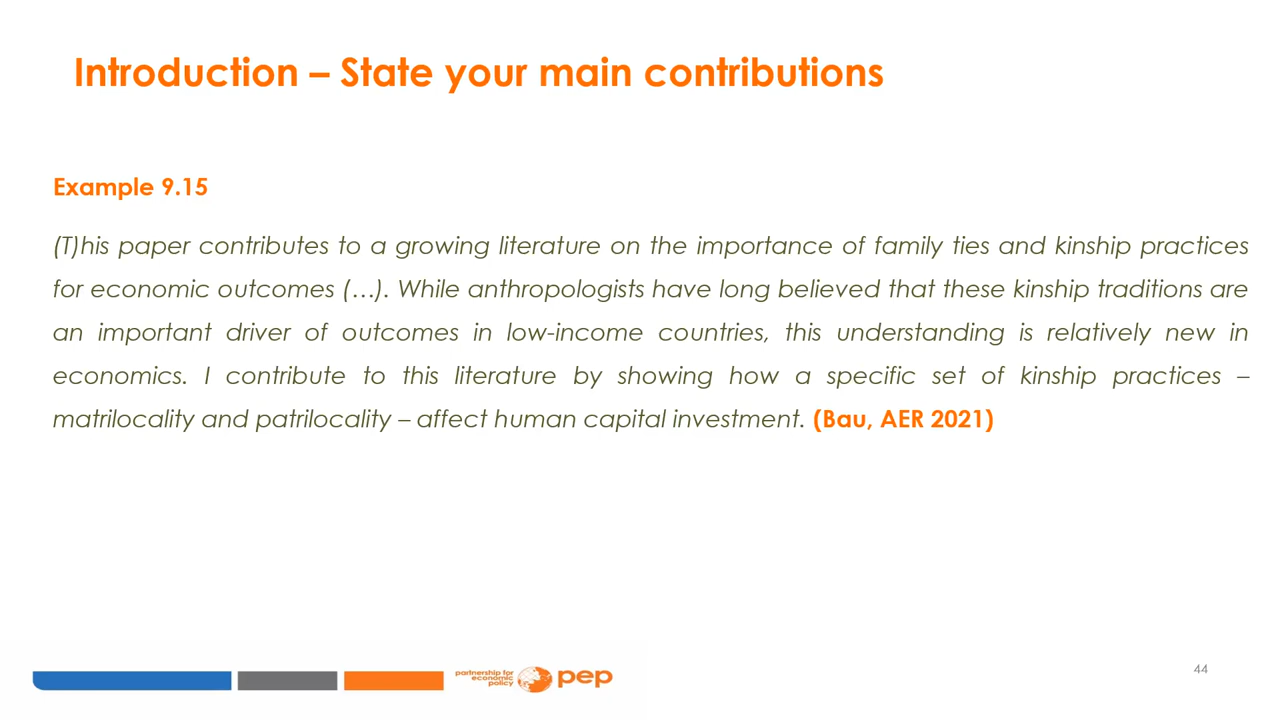 Introduction – State your main contributions
Example 9.15
(T)his paper contributes to a growing literature on the importance of family ties and kinship practices
for economic outcomes (…). While anthropologists have long believed that these kinship traditions are
an important driver of outcomes in low-income countries, this understanding is relatively new in
economics. I contribute to this literature by showing how a specific set of kinship practices –
matrilocality and patrilocality – affect human capital investment. (Bau, AER 2021)
partnership for
economic
policy
pep
44